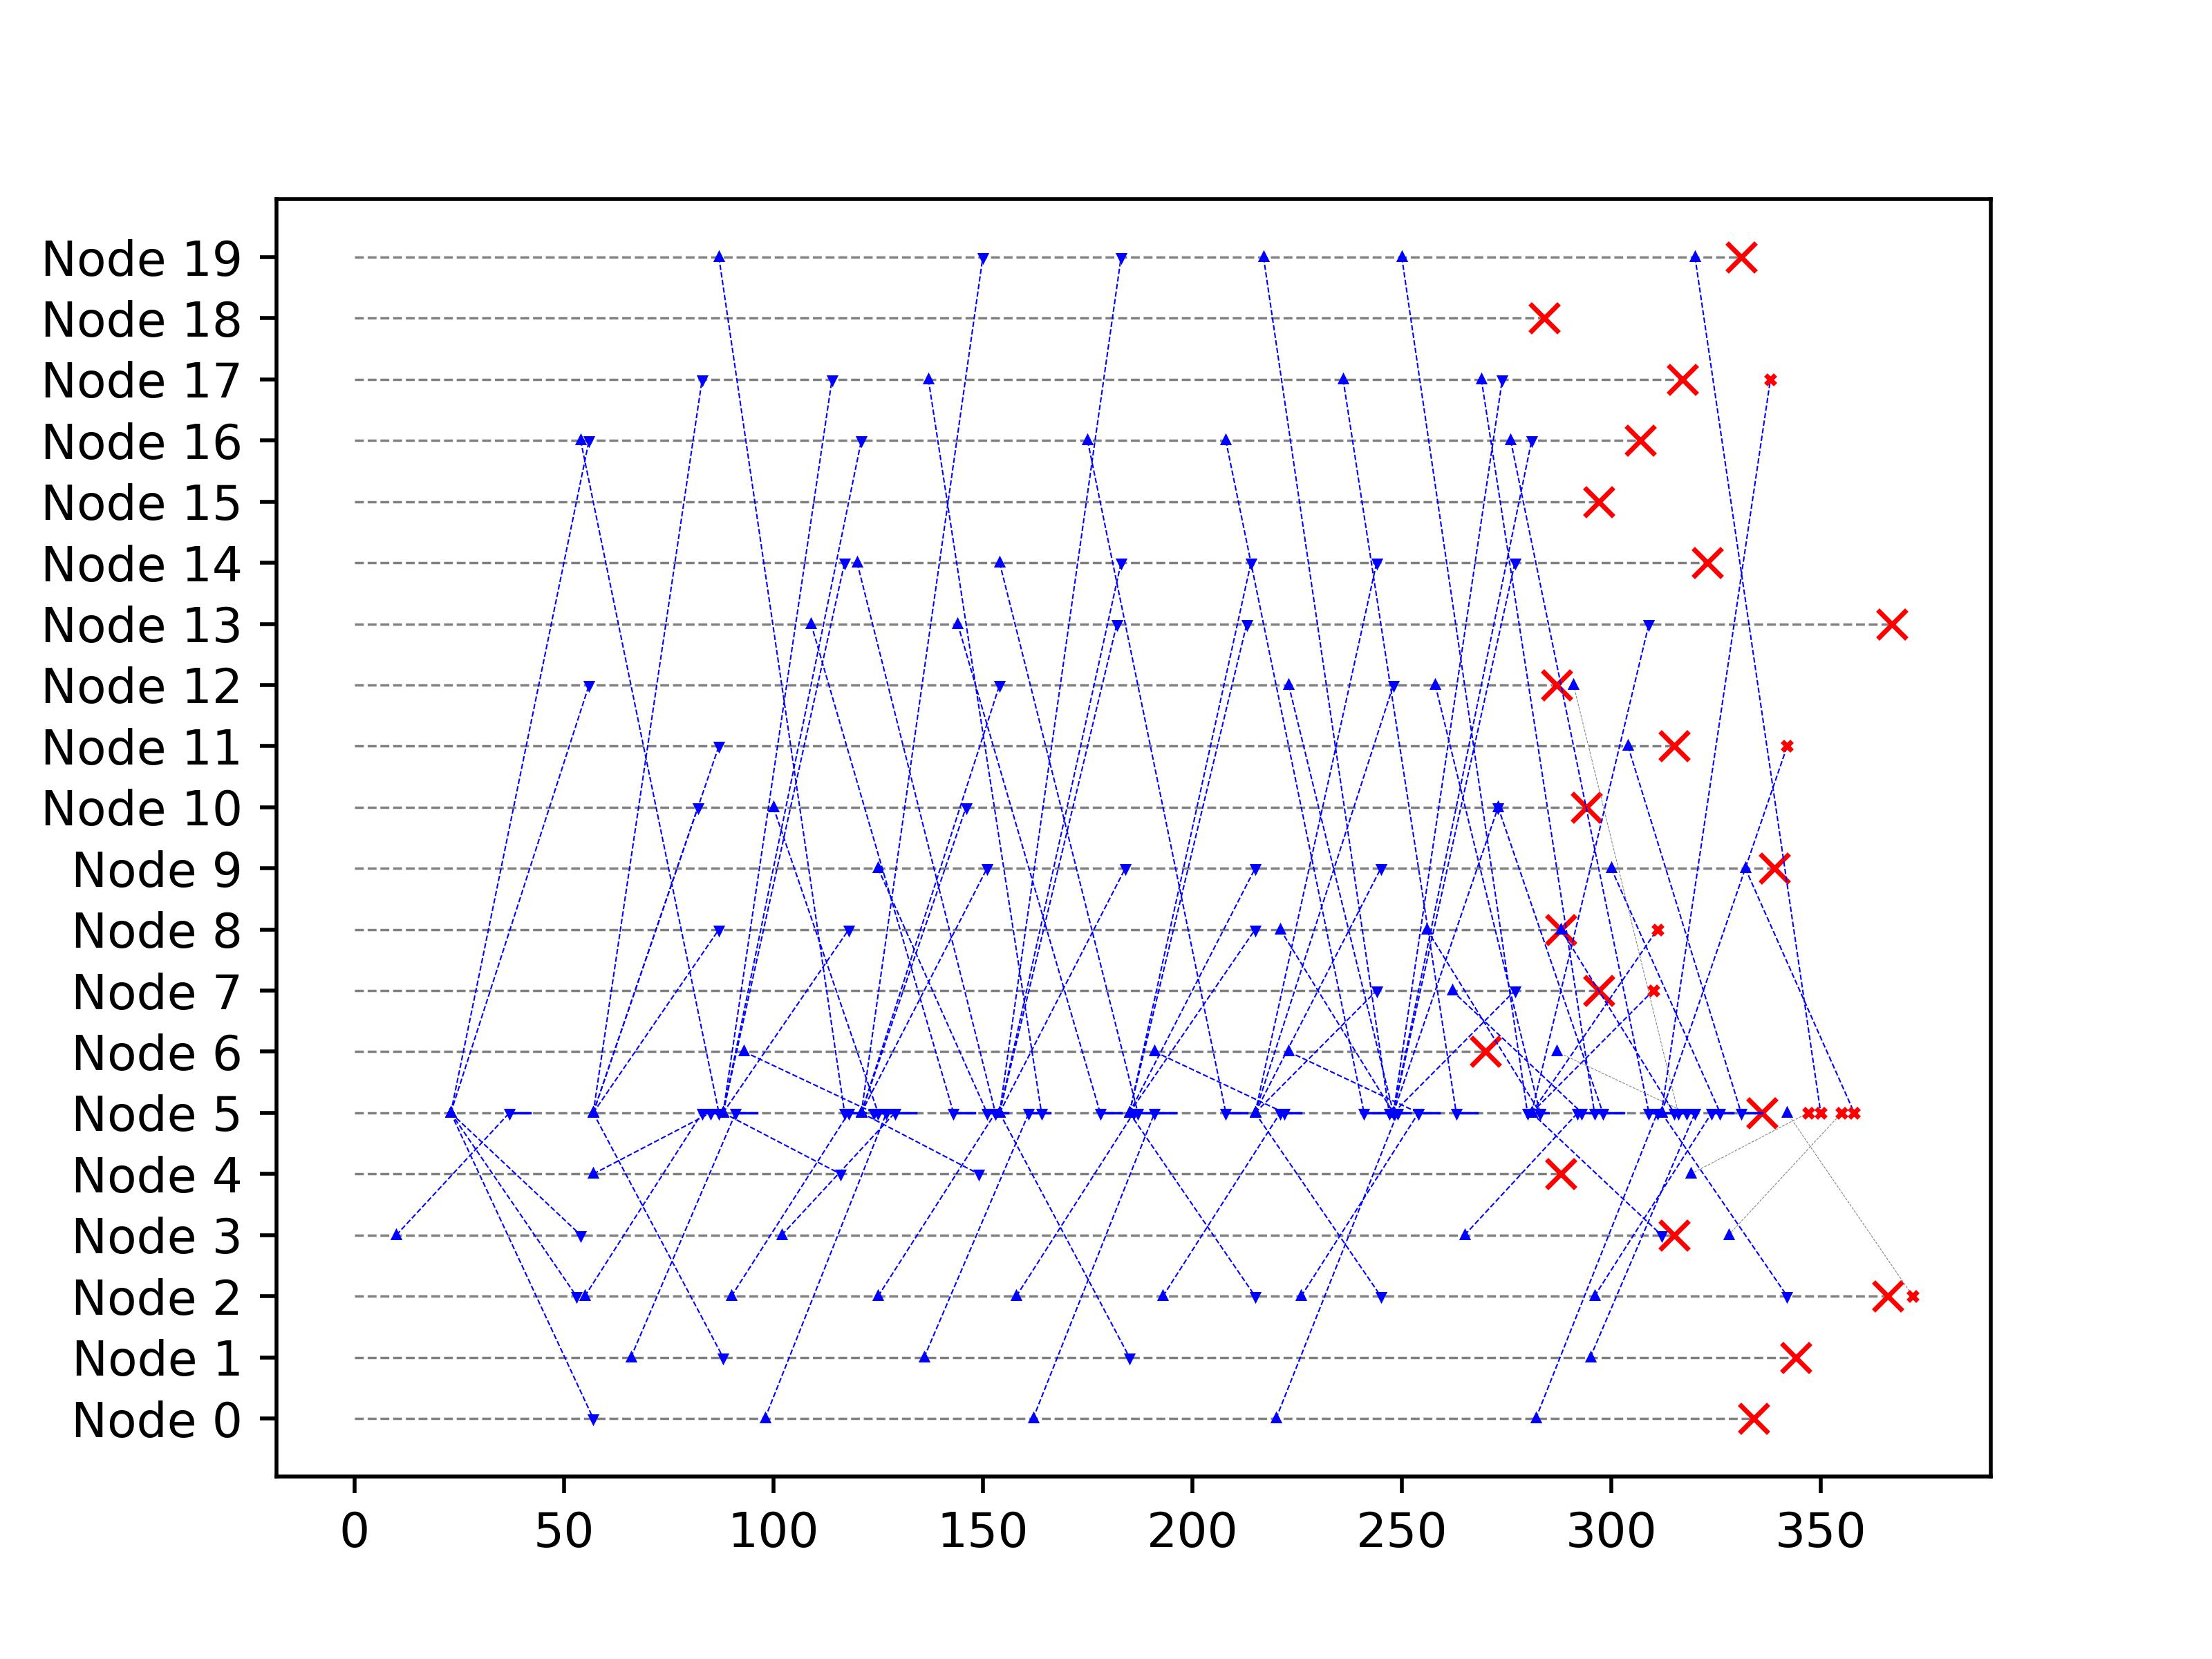 Node 19
Node 18
Node 17
Node 16
Node 15
Node 14
Node 13
Node 12
Node 11
Node 10
Node 9
Node 8
Node 7
Node 6
Node 5
Node 4
Node 3
Node 2
Node 1
Node 0
0 50 100 150 200 250 300 350